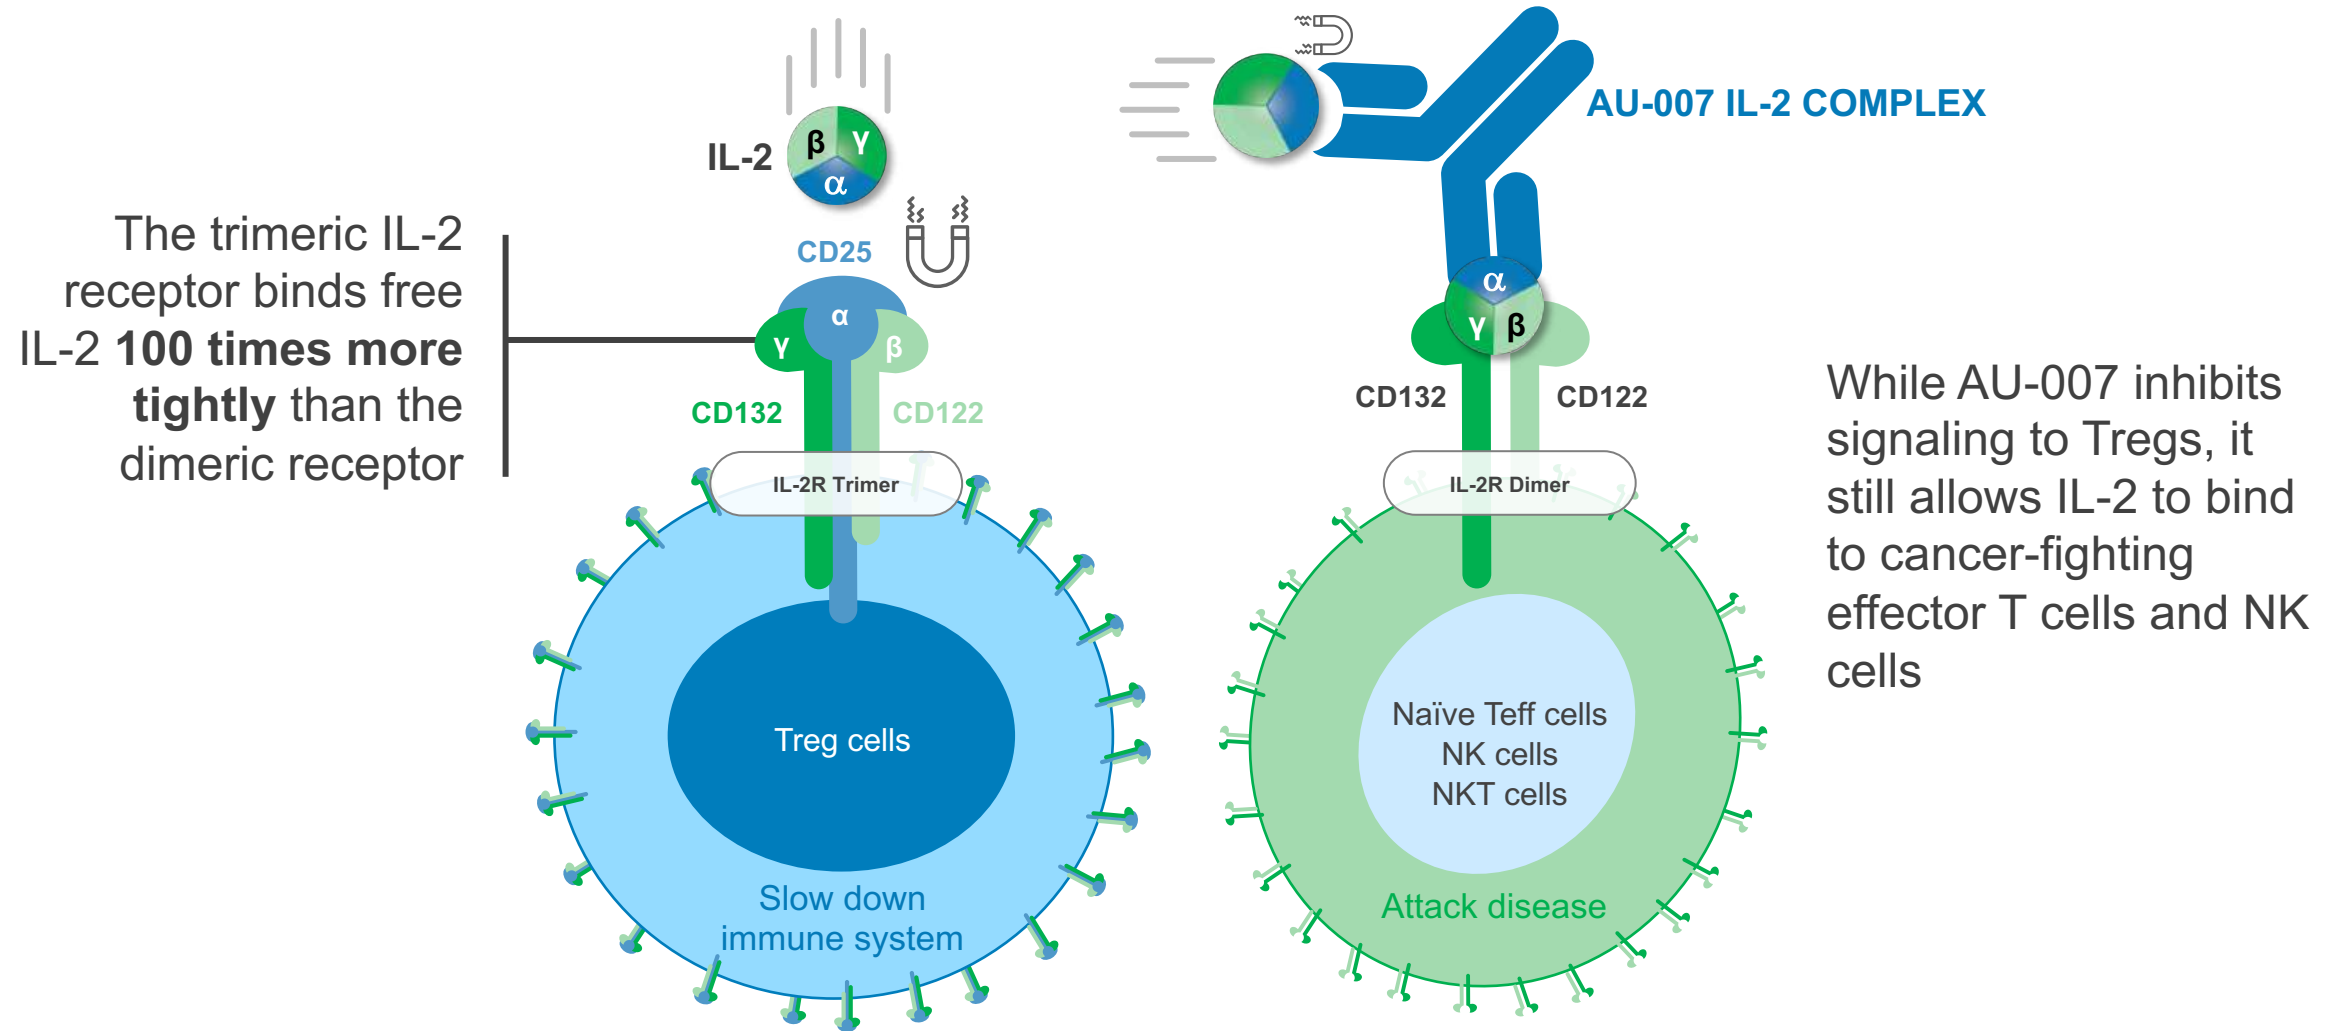 The trimeric IL-2
receptor binds free
IL-2 100 times more
tightly than the
dimeric receptor
IL-2
β γ
α
CD25
α
γ
β
CD132
CD122
IL-2R Trimer
Treg cells
Slow down
immune system
AU-007 IL-2 COMPLEX
α
γ β
CD132
CD122
IL-2R Dimer
Naïve Teff cells
NK cells
NKT cells
Attack disease
While AU-007 inhibits
signaling to Tregs, it
still allows IL-2 to bind
to cancer-fighting
effector T cells and NK
cells